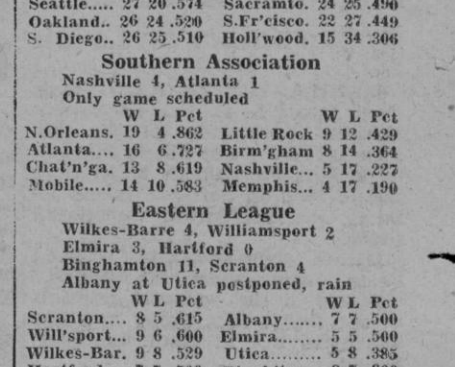 Seattle..... 27 20 .574 Sacramto. 24 25 .490
Oakland.. 26 24 .520 S.Fr'cisco. 22 27 .449
S. Diego.. 26 25 .510 Holl'wood. 15 34 .306
Southern Association
Nashville 4, Atlanta 1
Only game scheduled
W L Pct W L Pct
N.Orleans. 19 4 .862 Little Rock 9 12 .429
Atlanta.... 16 6 .727 Birm'gham 8 14 .364
Chat'n'ga. 13 8 .619 Nashville... 5 17 .227
Mobile..... 14 10 .583 Memphis... 4 17 .190
Eastern League
Wilkes-Barre 4, Williamsport 2
Elmira 3, Hartford 0
Binghamton 11, Scranton 4
Albany at Utica postponed, rain
W L Pct W L Pct
Scranton.... 8 5 .615 Albany....... 7 7 .500
Will'sport... 9 6 .600 Elmira........ 5 5 .500
Wilkes-Bar. 9 8 .529 Utica.......... 5 8 .385